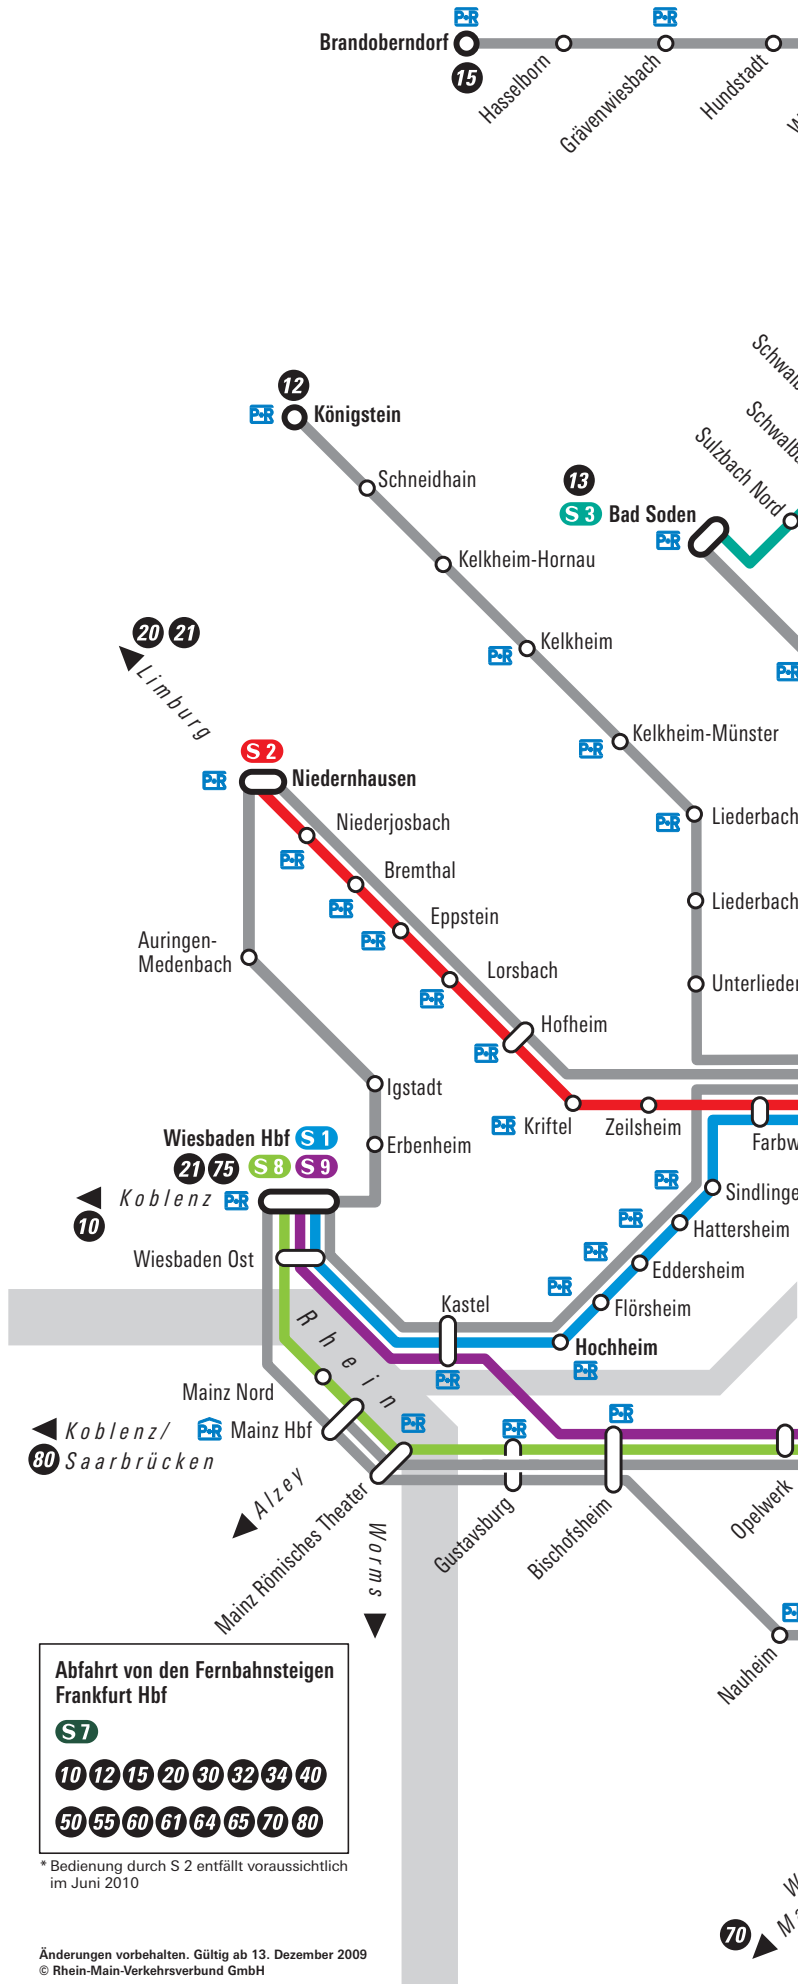 P+R
P+R
Brandoberndorf
15
Hasselborn
Grävenwiesbach
Hundstadt
12
P+R
Königstein
Schneidhain
Kelkheim-Hornau
P+R
Kelkheim
P+R
Kelkheim-Münster
P+R
Liederbach
Liederbach
Sulzbach Nord
13
S 3
Bad Soden
P+R
P+R
20 21
Limburg
S 2
P+R
Niedernhausen
Niederjosbach
P+R
Bremthal
P+R
Eppstein
P+R
Lorsbach
P+R
Hofheim
P+R
P+R Kriftel
Zeilsheim
Auringen-
Medenbach
Igstadt
Erbenheim
Wiesbaden Hbf S 1
21 75 S 8 S 9
Koblenz P+R
10
Wiesbaden Ost
P+R
P+R
Hattersheim
P+R
Eddersheim
P+R
Flörsheim
Kastel
P+R
Hochheim
P+R
Rhein
Mainz Nord
Koblenz/
80 Saarbrücken
P+R Mainz Hbf
P+R
P+R
P+R
Alzey
Mainz Römisches Theater
Worms
Gustavsburg
Bischofsheim
Opelwerk
Nauheim
Abfahrt von den Fernbahnsteigen
Frankfurt Hbf
S 7
10 12 15 20 30 32 34 40
50 55 60 61 64 65 70 80
* Bedienung durch S 2 entfällt voraussichtlich
im Juni 2010
70
Änderungen vorbehalten. Gültig ab 13. Dezember 2009
© Rhein-Main-Verkehrsverbund GmbH